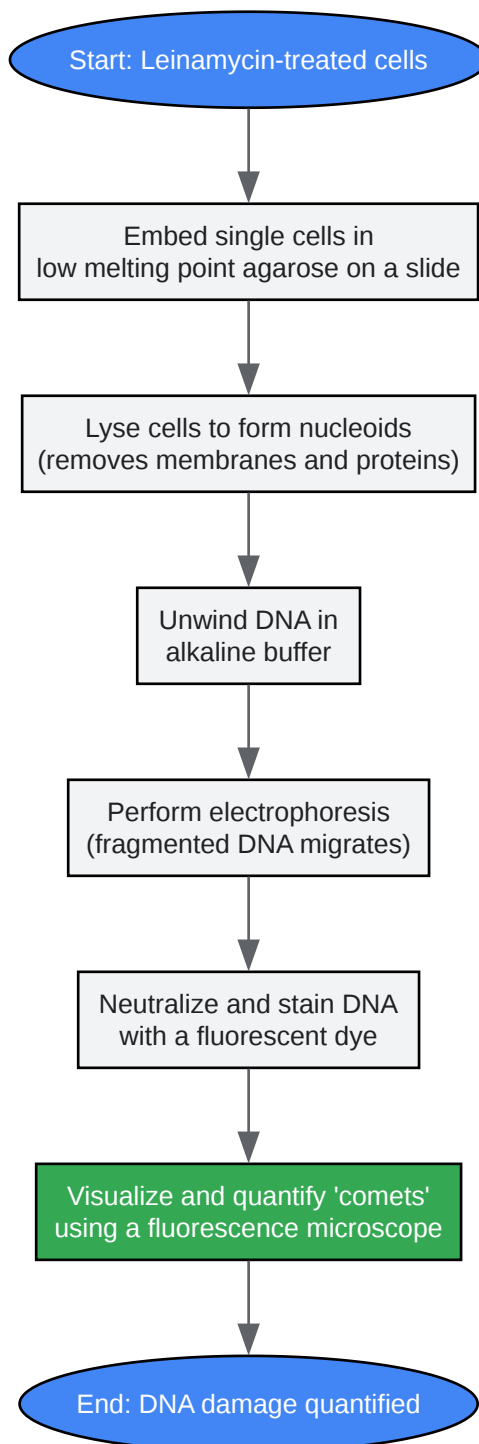 Start: Leinamycin-treated cells
Embed single cells in
low melting point agarose on a slide
Lyse cells to form nucleoids
(removes membranes and proteins)
Unwind DNA in
alkaline buffer
Perform electrophoresis
(fragmented DNA migrates)
Neutralize and stain DNA
with a fluorescent dye
Visualize and quantify 'comets'
using a fluorescence microscope
End: DNA damage quantified